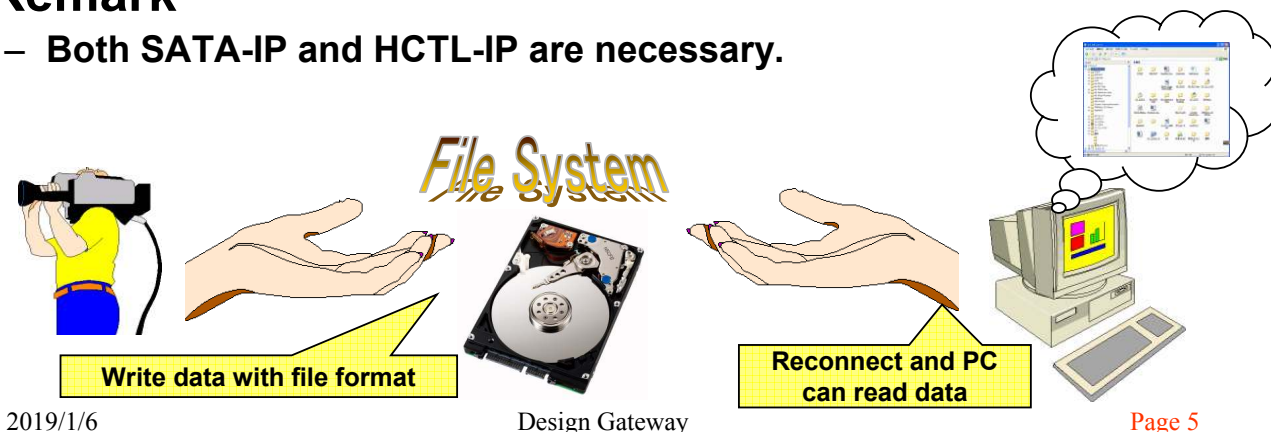 Remark
– Both SATA-IP and HCTL-IP are necessary.
File System
Write data with file format
Reconnect and PC
can read data
2019/1/6
Design Gateway
Page 5